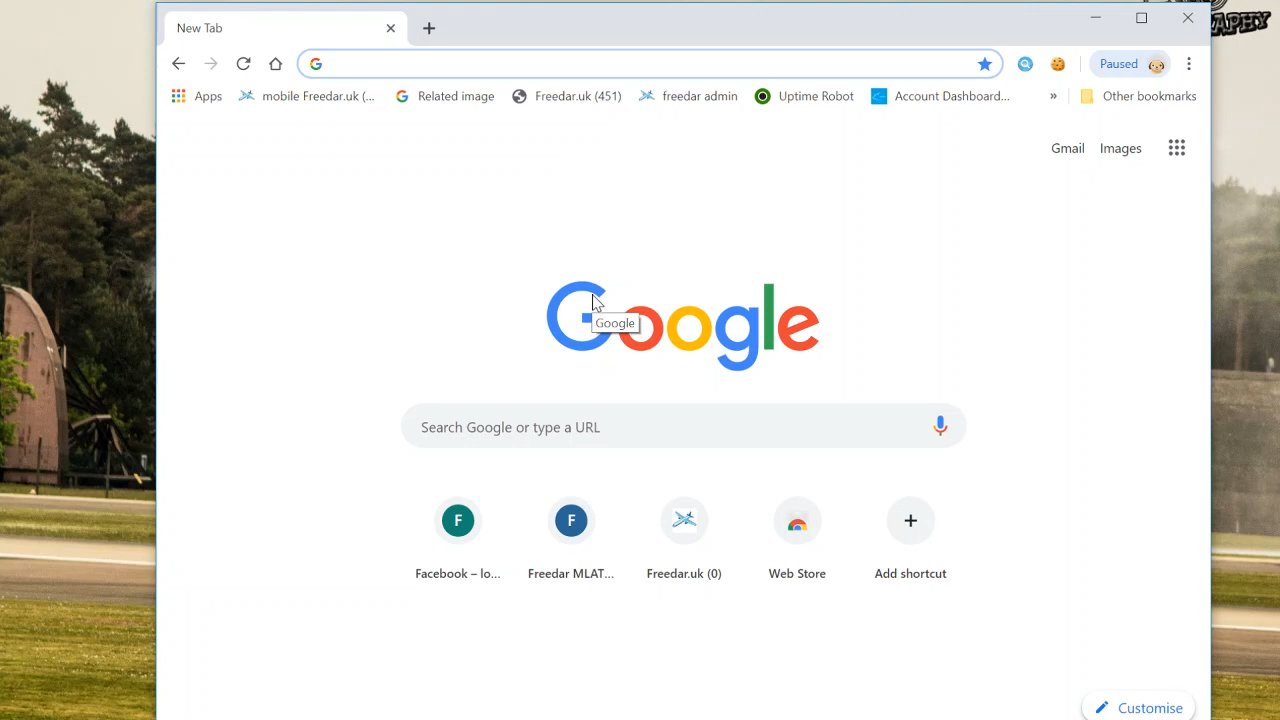 New Tab
APHY
Paused
Apps
mobile Freedar.uk (...
Related image
Freedar.uk (451)
freedar admin
Uptime Robot
Account Dashboard...
»
Other bookmarks
Gmail
Images
Google
Google
Search Google or type a URL
F
F
Facebook – lo...
Freedar MLAT...
Freedar.uk (0)
Web Store
Add shortcut
Customise